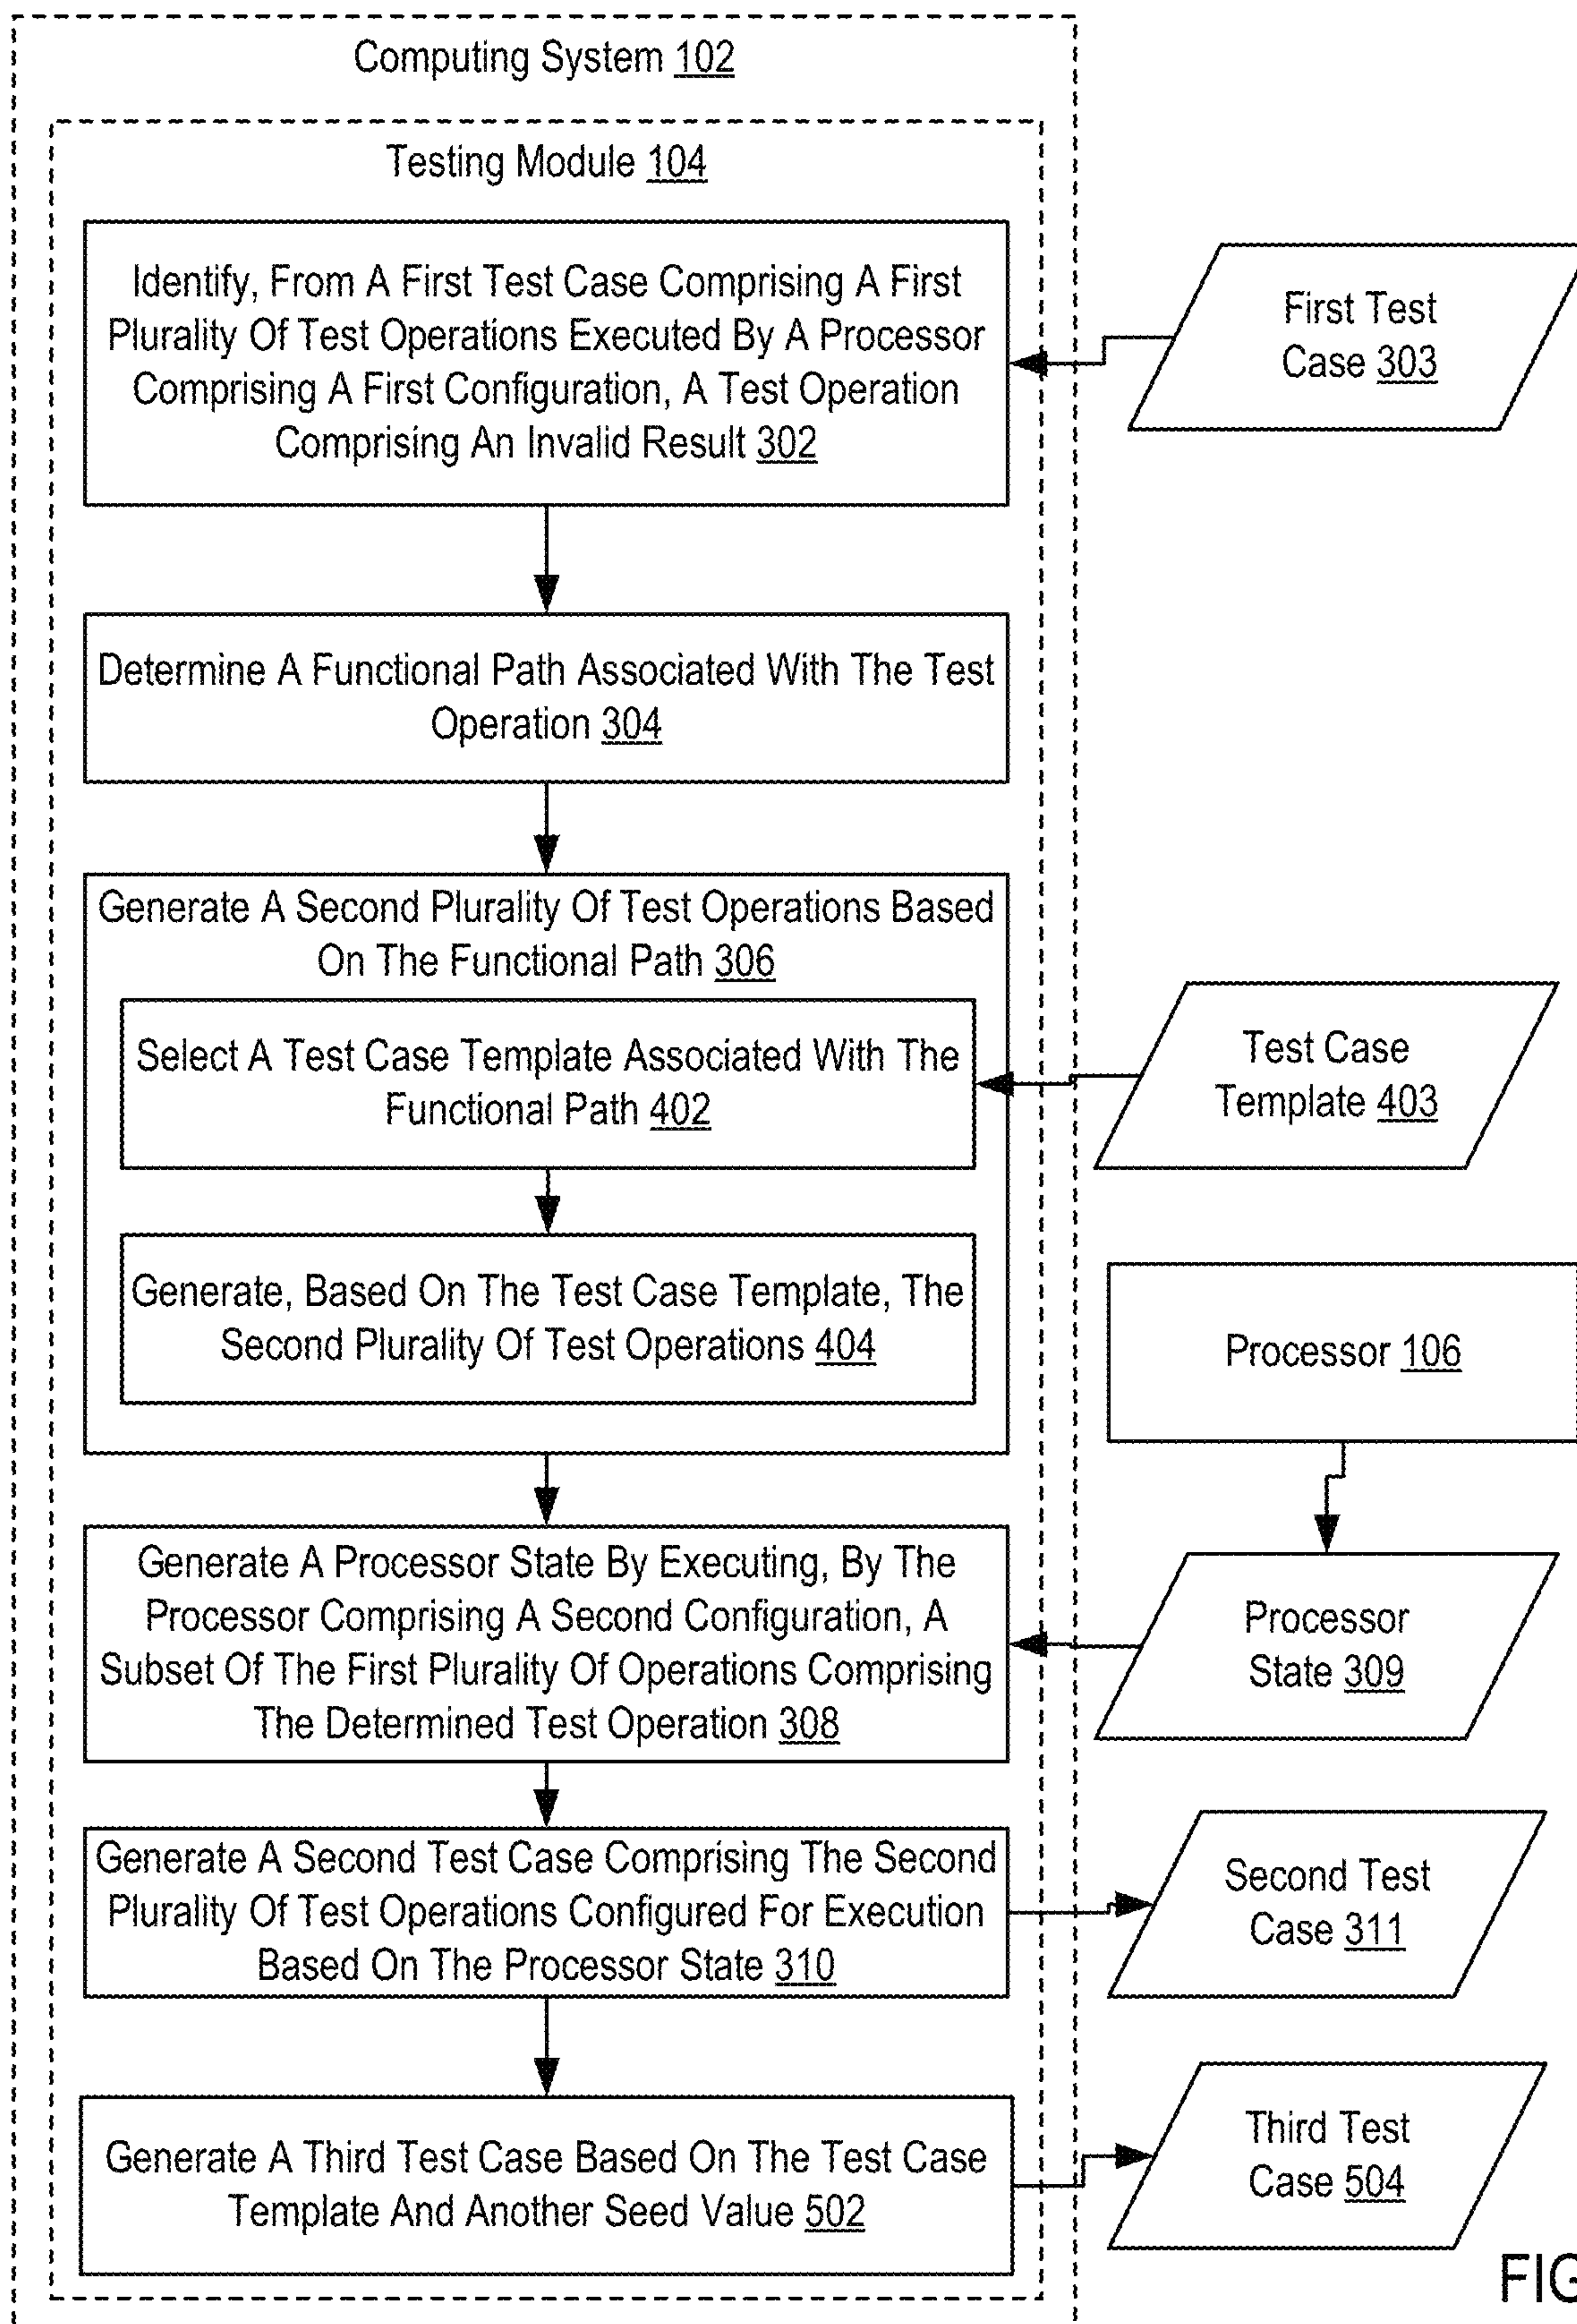 Computing System 102
Testing Module 104
Identify, From A First Test Case Comprising A First
Plurality Of Test Operations Executed By A Processor
Comprising A First Configuration, A Test Operation
Comprising An Invalid Result 302
First Test
Case 303
Determine A Functional Path Associated With The Test
Operation 304
Generate A Second Plurality Of Test Operations Based
On The Functional Path 306
Select A Test Case Template Associated With The
Functional Path 402
Test Case
Template 403
Generate, Based On The Test Case Template, The
Second Plurality Of Test Operations 404
Processor 106
Generate A Processor State By Executing, By The
Processor Comprising A Second Configuration, A
Subset Of The First Plurality Of Operations Comprising
The Determined Test Operation 308
Processor
State 309
Generate A Second Test Case Comprising The Second
Plurality Of Test Operations Configured For Execution
Based On The Processor State 310
Second Test
Case 311
Generate A Third Test Case Based On The Test Case
Template And Another Seed Value 502
Third Test
Case 504
FIG